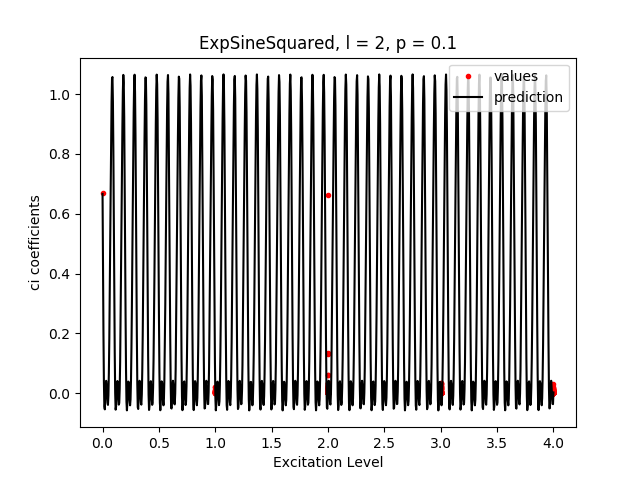 ExpSineSquared, l = 2, p = 0.1
values
prediction
1.0
0.8
0.6
0.4
0.2
0.0
ci coefficients
0.0 0.5 1.0 1.5 2.0 2.5 3.0 3.5 4.0
Excitation Level